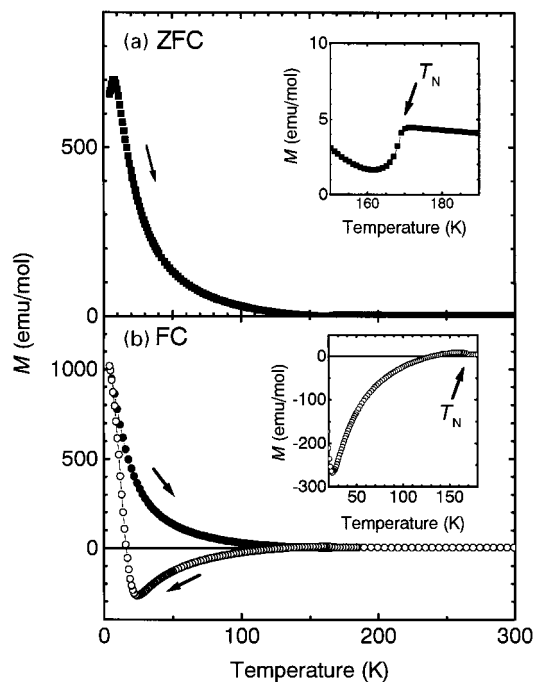 (a) ZFC
10
5
0
M (emu/mol)
T_N
160
180
Temperature (K)
500
0
M (emu/mol)
(b) FC
1000
500
0
0
-100
-200
-300
M (emu/mol)
T_N
50
100
150
Temperature (K)
0
100
200
300
Temperature (K)